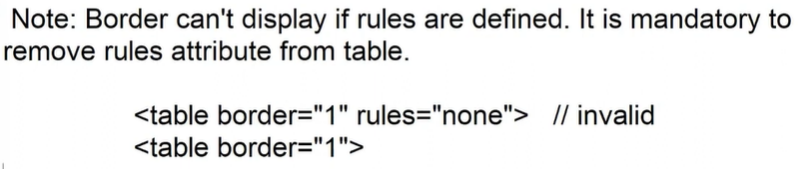 Note: Border can't display if rules are defined. It is mandatory to
remove rules attribute from table.
<table border="1" rules="none"> // invalid
<table border="1">